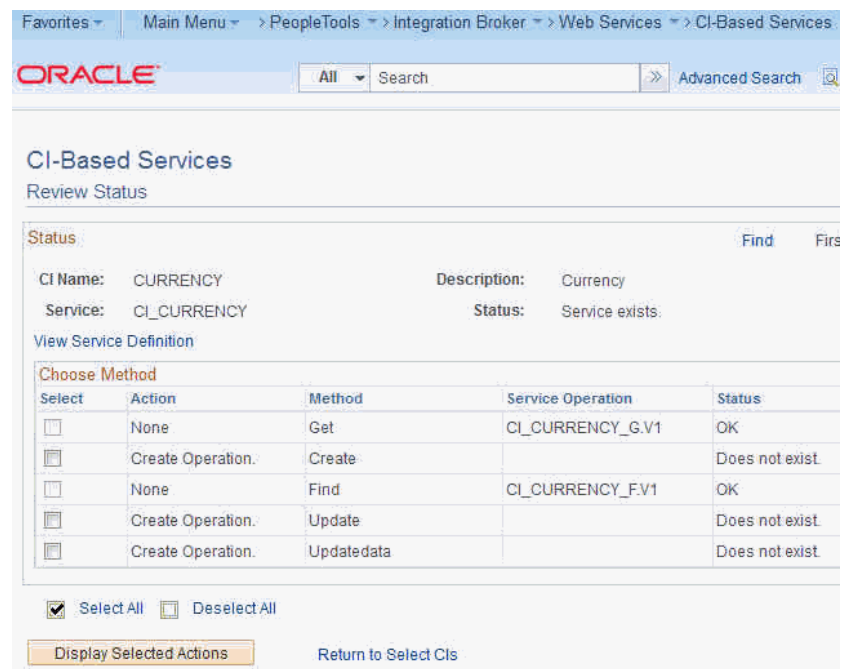 Favorites Main Menu > PeopleTools > Integration Broker > Web Services > CI-Based Services
ORACLE All Search » Advanced Search
CI-Based Services
Review Status
Status Find
CI Name: CURRENCY Description: Currency
Service: CI_CURRENCY Status: Service exists.
View Service Definition
Choose Method
Select Action Method Service Operation Status
None Get CI_CURRENCY_G.V1 OK
Create Operation. Create Does not exist.
None Find CI_CURRENCY_F.V1 OK
Create Operation. Update Does not exist.
Create Operation. Updatedata Does not exist.
Select All Deselect All
Display Selected Actions Return to Select CIs